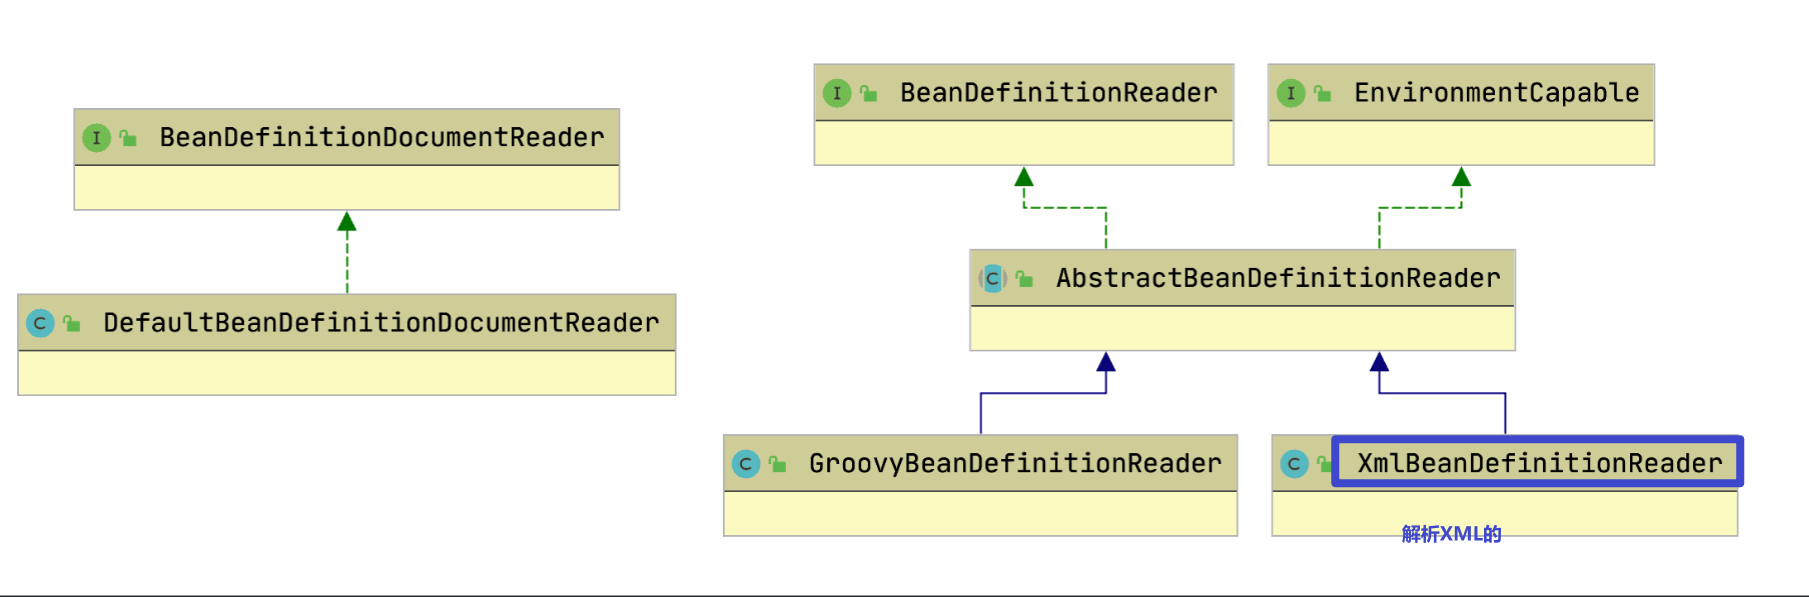 BeanDefinitionReader
EnvironmentCapable
BeanDefinitionDocumentReader
AbstractBeanDefinitionReader
DefaultBeanDefinitionDocumentReader
GroovyBeanDefinitionReader
XmlBeanDefinitionReader
解析XML的